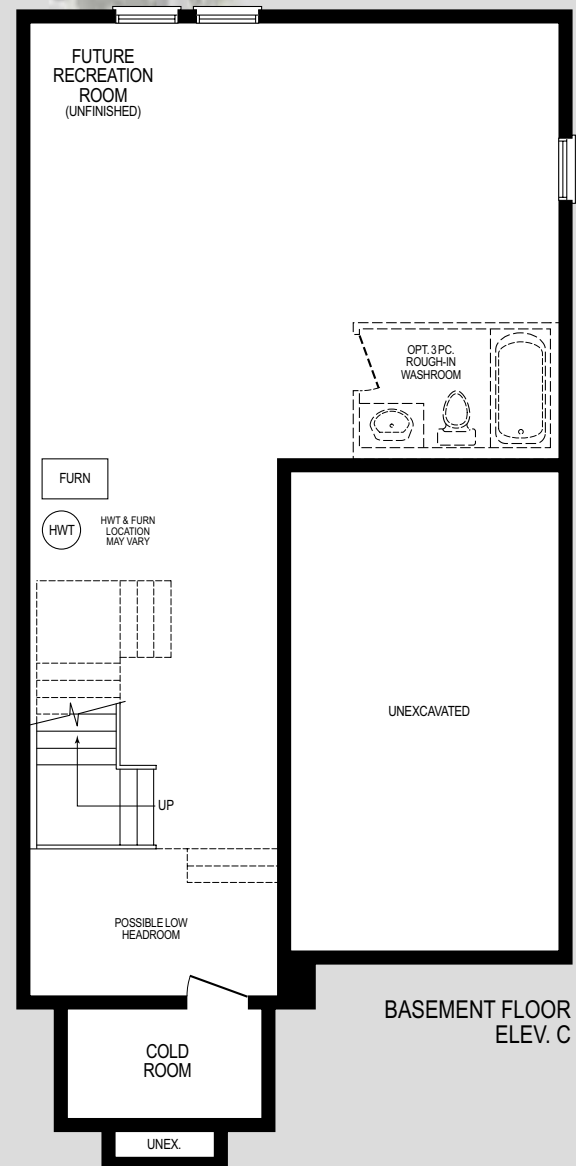 FUTURE
RECREATION
ROOM
(UNFINISHED)
OPT. 3 PC.
ROUGH-IN
WASHROOM
FURN
HWT
HWT & FURN
LOCATION
MAY VARY
UNEXCAVATED
UP
POSSIBLE LOW
HEADROOM
BASEMENT FLOOR
ELEV. C
COLD
ROOM
UNEX.